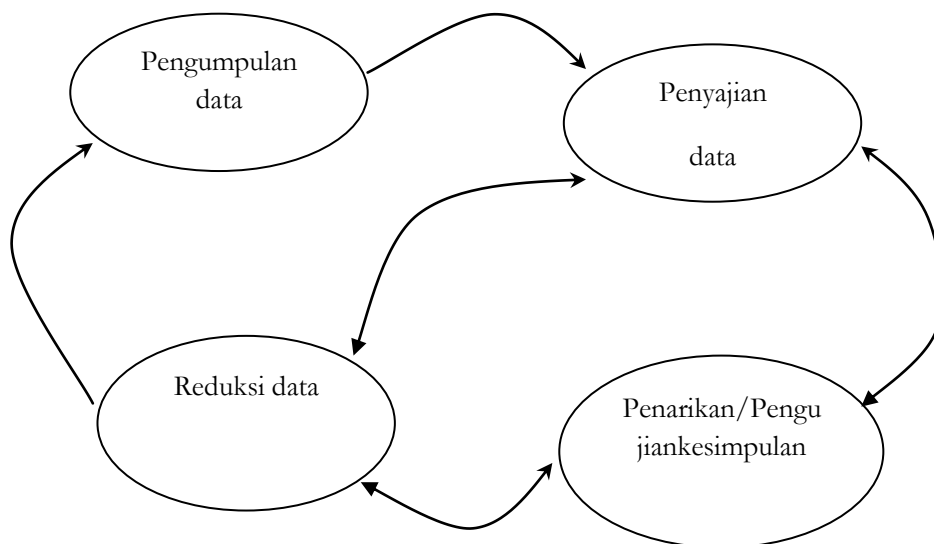 Pengumpulan
data
Penyajian
data
Reduksi data
Penarikan/Pengu
jiankesimpulan